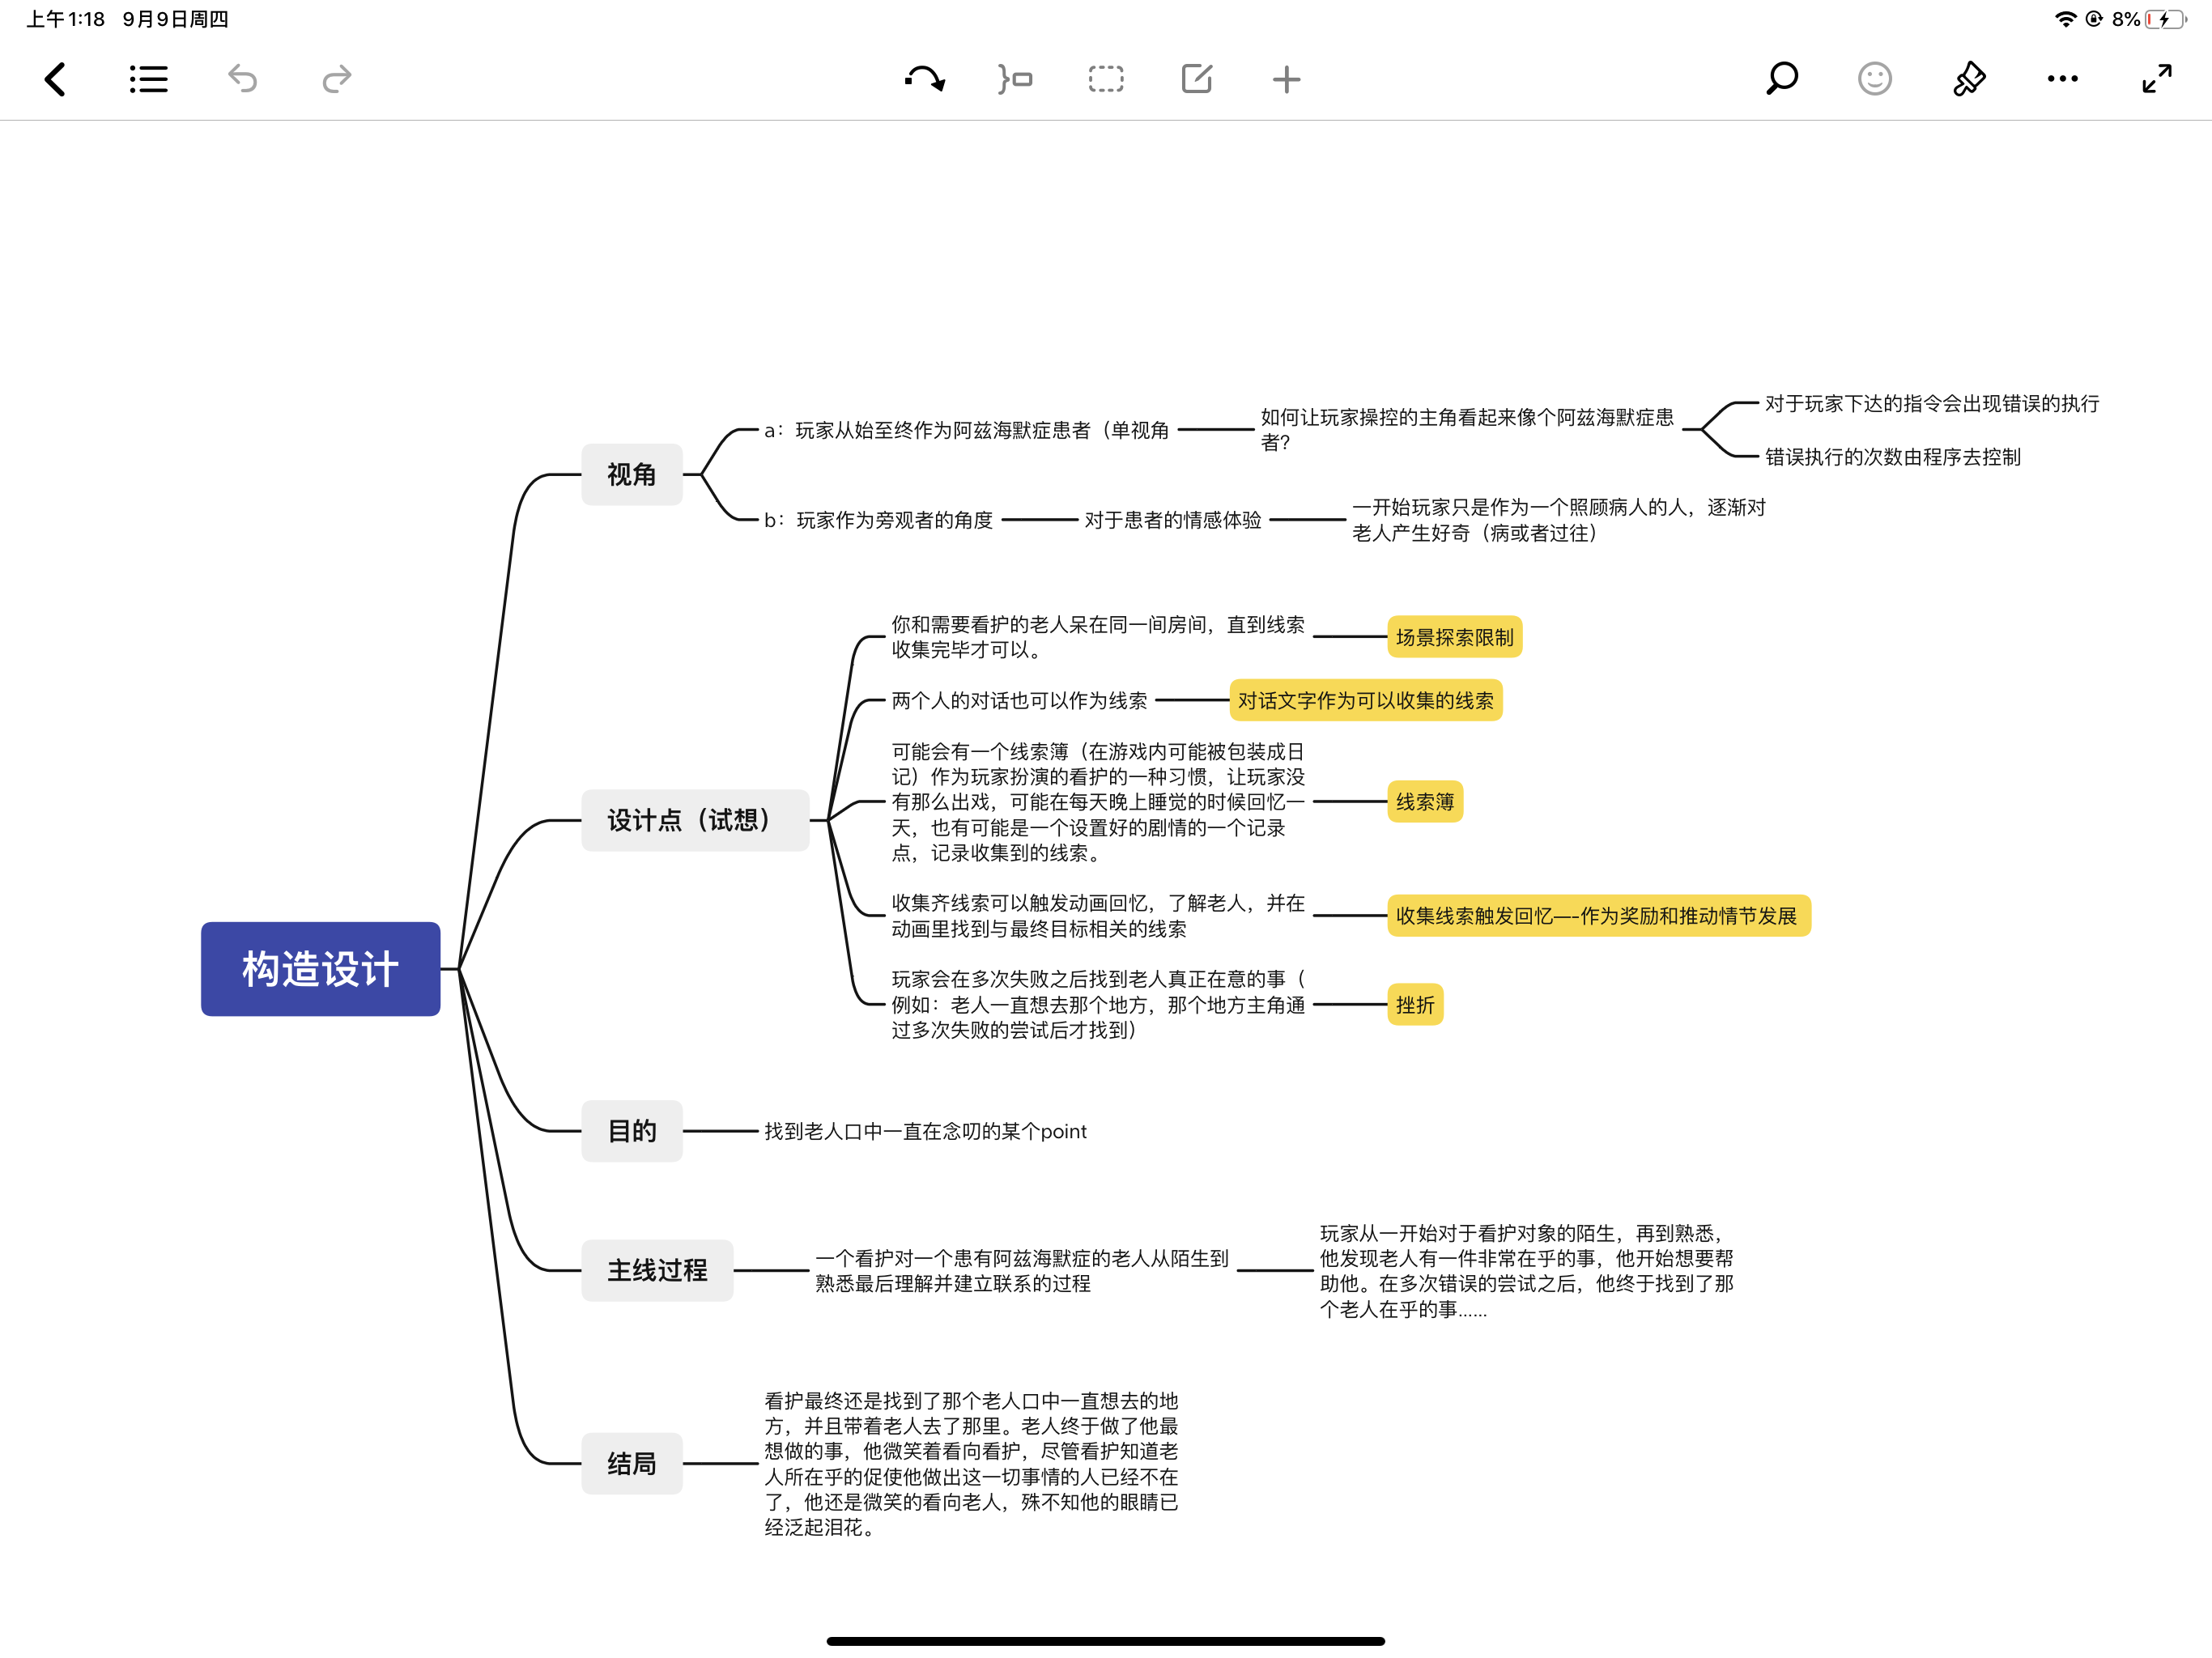 上午1:18 9月9日周四
8%
对于玩家下达的指令会出现错误的执行
如何让玩家操控的主角看起来像个阿兹海默症患
者？
a：玩家从始至终作为阿兹海默症患者（单视角
错误执行的次数由程序去控制
视角
一开始玩家只是作为一个照顾病人的人，逐渐对
老人产生好奇（病或者过往）
b：玩家作为旁观者的角度
对于患者的情感体验
你和需要看护的老人呆在同一间房间，直到线索
收集完毕才可以。
场景探索限制
两个人的对话也可以作为线索
对话文字作为可以收集的线索
可能会有一个线索簿（在游戏内可能被包装成日
记）作为玩家扮演的看护的一种习惯，让玩家没
有那么出戏，可能在每天晚上睡觉的时候回忆一
天，也有可能是一个设置好的剧情的一个记录
点，记录收集到的线索。
线索簿
设计点（试想）
收集齐线索可以触发动画回忆，了解老人，并在
动画里找到与最终目标相关的线索
收集线索触发回忆—-作为奖励和推动情节发展
构造设计
玩家会在多次失败之后找到老人真正在意的事（
例如：老人一直想去那个地方，那个地方主角通
过多次失败的尝试后才找到）
挫折
目的
找到老人口中一直在念叨的某个point
主线过程
一个看护对一个患有阿兹海默症的老人从陌生到
熟悉最后理解并建立联系的过程
玩家从一开始对于看护对象的陌生，再到熟悉，
他发现老人有一件非常在乎的事，他开始想要帮
助他。在多次错误的尝试之后，他终于找到了那
个老人在乎的事……
结局
看护最终还是找到了那个老人口中一直想去的地
方，并且带着老人去了那里。老人终于做了他最
想做的事，他微笑着看向看护，尽管看护知道老
人所在乎的促使他做出这一切事情的人已经不在
了，他还是微笑的看向老人，殊不知他的眼睛已
经泛起泪花。